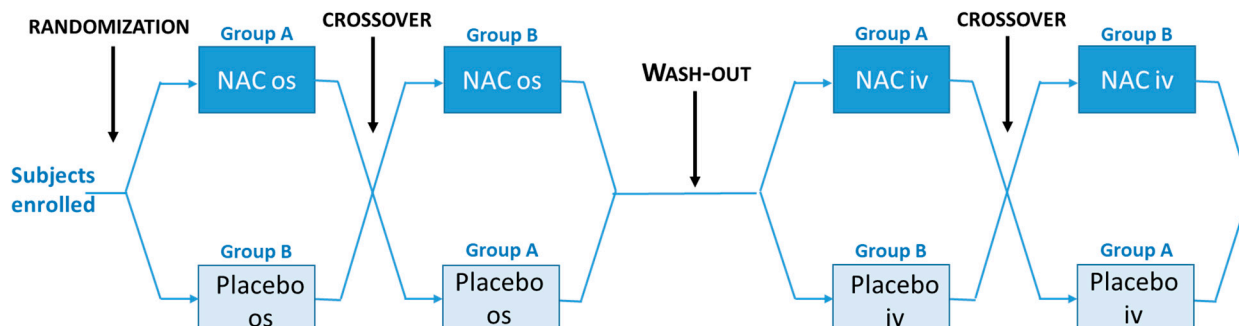 RANDOMIZATION
CROSSOVER
CROSSOVER
Group A
Group B
Group A
Group B
NAC os
NAC os
WASH-OUT
NAC iv
NAC iv
Subjects
enrolled
Group B
Group A
Group B
Group A
Placebo
os
Placebo
os
Placebo
iv
Placebo
iv